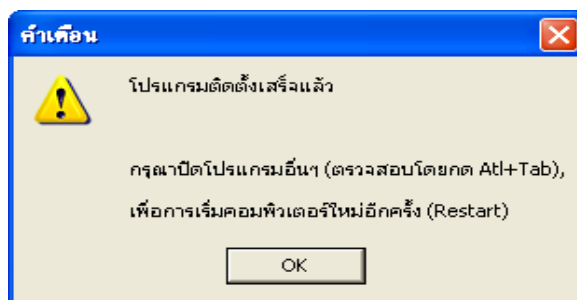 คำเตือน
โปรแกรมติดตั้งเสร็จแล้ว
กรุณาปิดโปรแกรมอื่นๆ (ตรวจสอบโดยกด Atl+Tab),
เพื่อการเริ่มคอมพิวเตอร์ใหม่อีกครั้ง (Restart)
OK